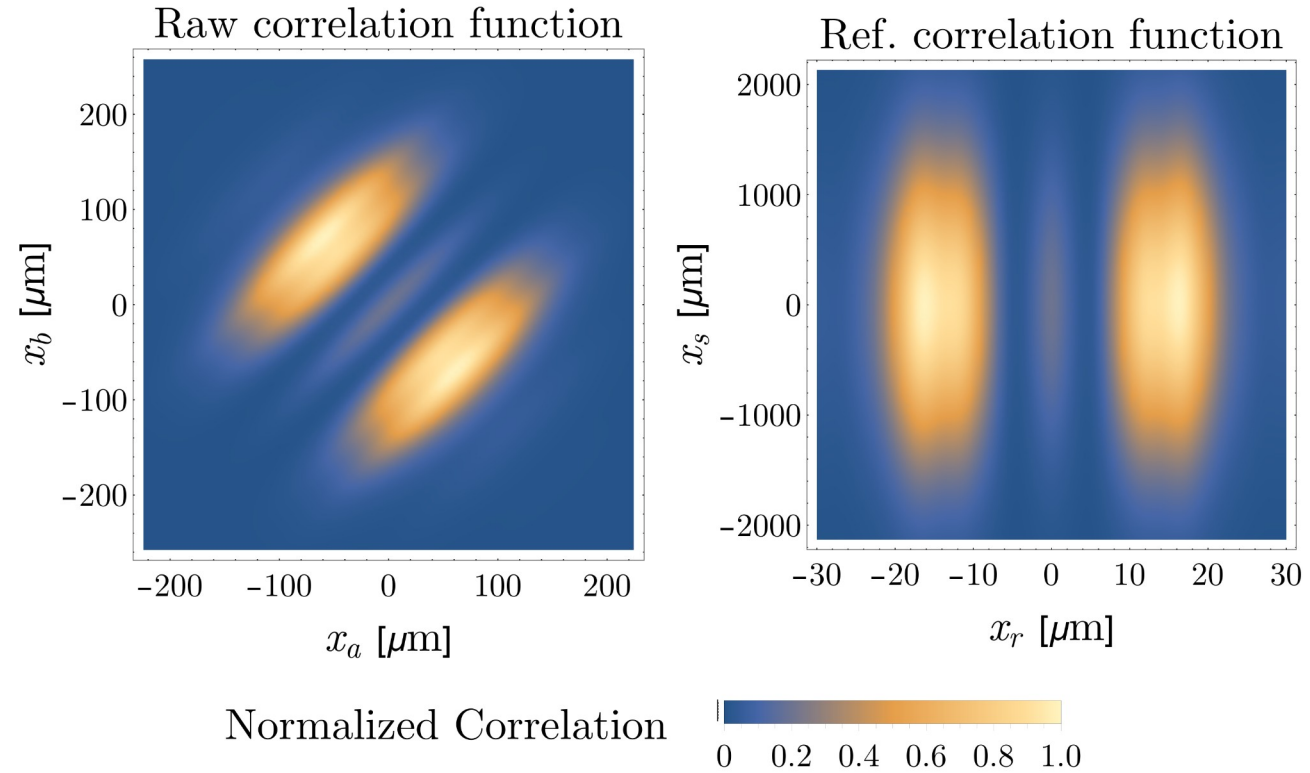 Raw correlation function
Ref. correlation function
200
100
0
−100
−200
x_b [μm]
−200 −100 0 100 200
x_a [μm]
2000
1000
0
−1000
−2000
x_s [μm]
−30 −20 −10 0 10 20 30
x_r [μm]
Normalized Correlation
0 0.2 0.4 0.6 0.8 1.0